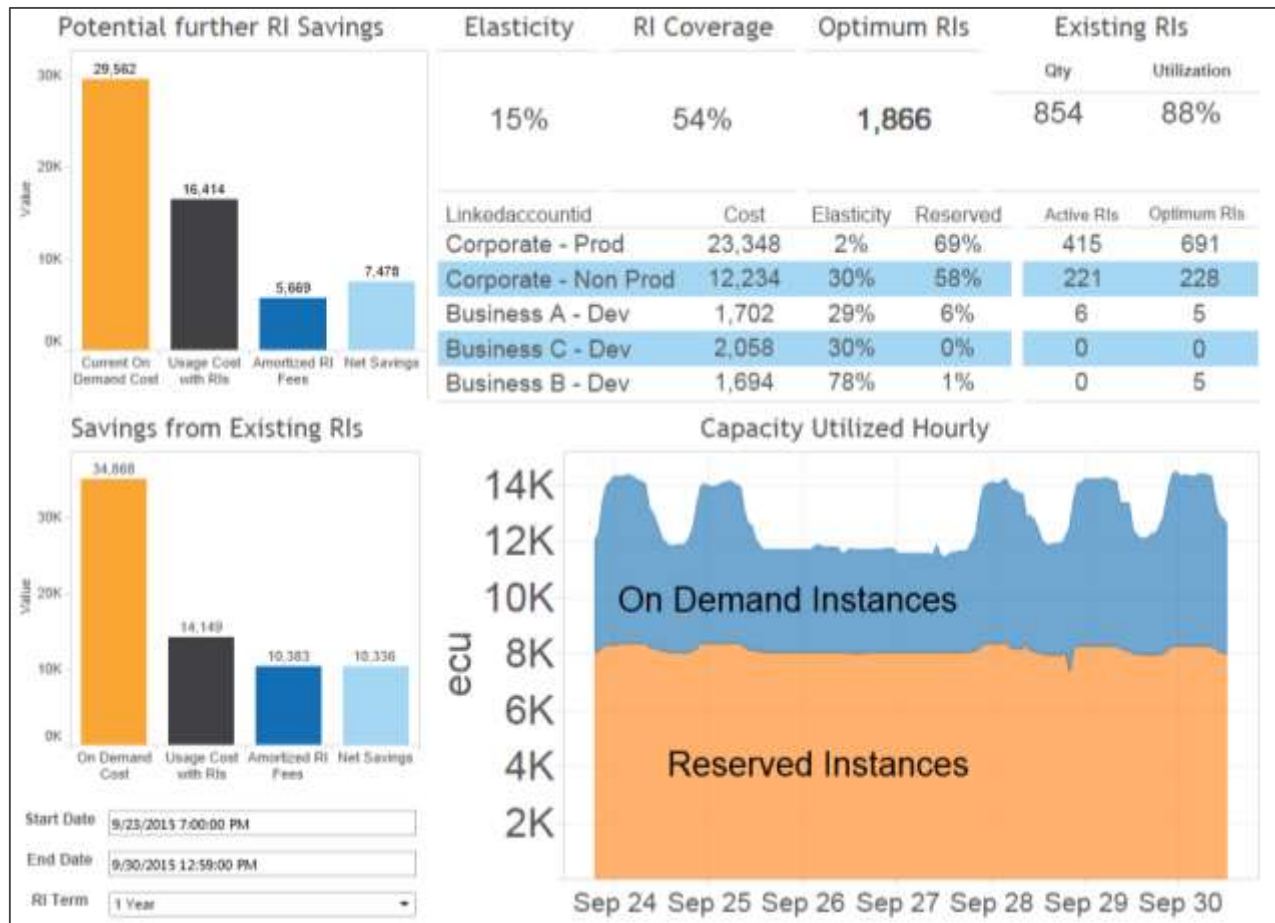 Potential further RI Savings
Elasticity
RI Coverage
Optimum RIs
Existing RIs
Qty
Utilization
15%
54%
1,866
854
88%
Value
30K
20K
10K
0K
29,562
16,414
5,669
7,478
Current On Demand Cost
Usage Cost with RIs
Amortized RI Fees
Net Savings
Linkedaccountid Cost Elasticity Reserved Active RIs Optimum RIs
Corporate - Prod 23,348 2% 69% 415 691
Corporate - Non Prod 12,234 30% 58% 221 228
Business A - Dev 1,702 29% 6% 6 5
Business C - Dev 2,058 30% 0% 0 0
Business B - Dev 1,694 78% 1% 0 5
Savings from Existing RIs
Value
30K
20K
10K
0K
34,868
14,149
10,383
10,336
On Demand Cost
Usage Cost with RIs
Amortized RI Fees
Net Savings
Start Date 9/23/2015 7:00:00 PM
End Date 9/30/2015 12:59:00 PM
RI Term 1 Year
Capacity Utilized Hourly
ecu
14K
12K
10K
8K
6K
4K
2K
On Demand Instances
Reserved Instances
Sep 24 Sep 25 Sep 26 Sep 27 Sep 28 Sep 29 Sep 30